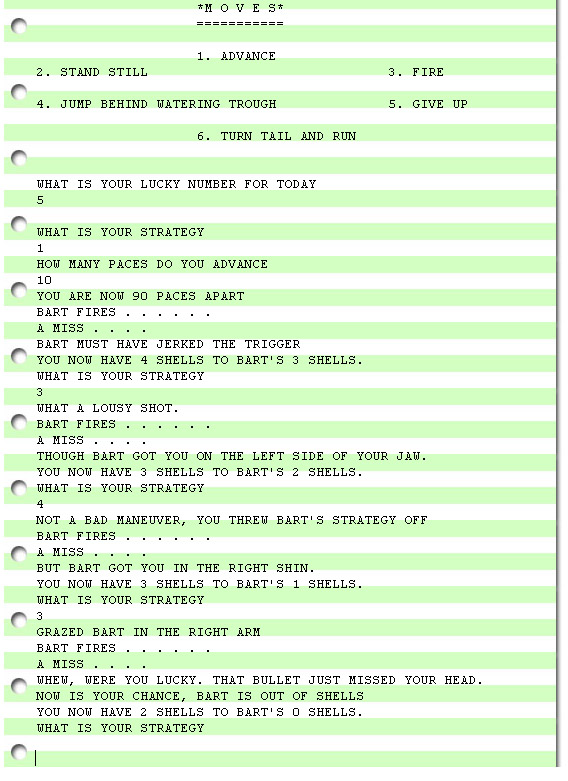 *M O V E S*
===========
1. ADVANCE
2. STAND STILL 3. FIRE
4. JUMP BEHIND WATERING TROUGH 5. GIVE UP
6. TURN TAIL AND RUN
WHAT IS YOUR LUCKY NUMBER FOR TODAY
5
WHAT IS YOUR STRATEGY
1
HOW MANY PACES DO YOU ADVANCE
10
YOU ARE NOW 90 PACES APART
BART FIRES . . . . . .
A MISS . . . .
BART MUST HAVE JERKED THE TRIGGER
YOU NOW HAVE 4 SHELLS TO BART'S 3 SHELLS.
WHAT IS YOUR STRATEGY
3
WHAT A LOUSY SHOT.
BART FIRES . . . . . .
A MISS . . . .
THOUGH BART GOT YOU ON THE LEFT SIDE OF YOUR JAW.
YOU NOW HAVE 3 SHELLS TO BART'S 2 SHELLS.
WHAT IS YOUR STRATEGY
4
NOT A BAD MANEUVER, YOU THREW BART'S STRATEGY OFF
BART FIRES . . . . . .
A MISS . . . .
BUT BART GOT YOU IN THE RIGHT SHIN.
YOU NOW HAVE 3 SHELLS TO BART'S 1 SHELLS.
WHAT IS YOUR STRATEGY
3
GRAZED BART IN THE RIGHT ARM
BART FIRES . . . . . .
A MISS . . . .
WHEW, WERE YOU LUCKY. THAT BULLET JUST MISSED YOUR HEAD.
NOW IS YOUR CHANCE, BART IS OUT OF SHELLS
YOU NOW HAVE 2 SHELLS TO BART'S 0 SHELLS.
WHAT IS YOUR STRATEGY